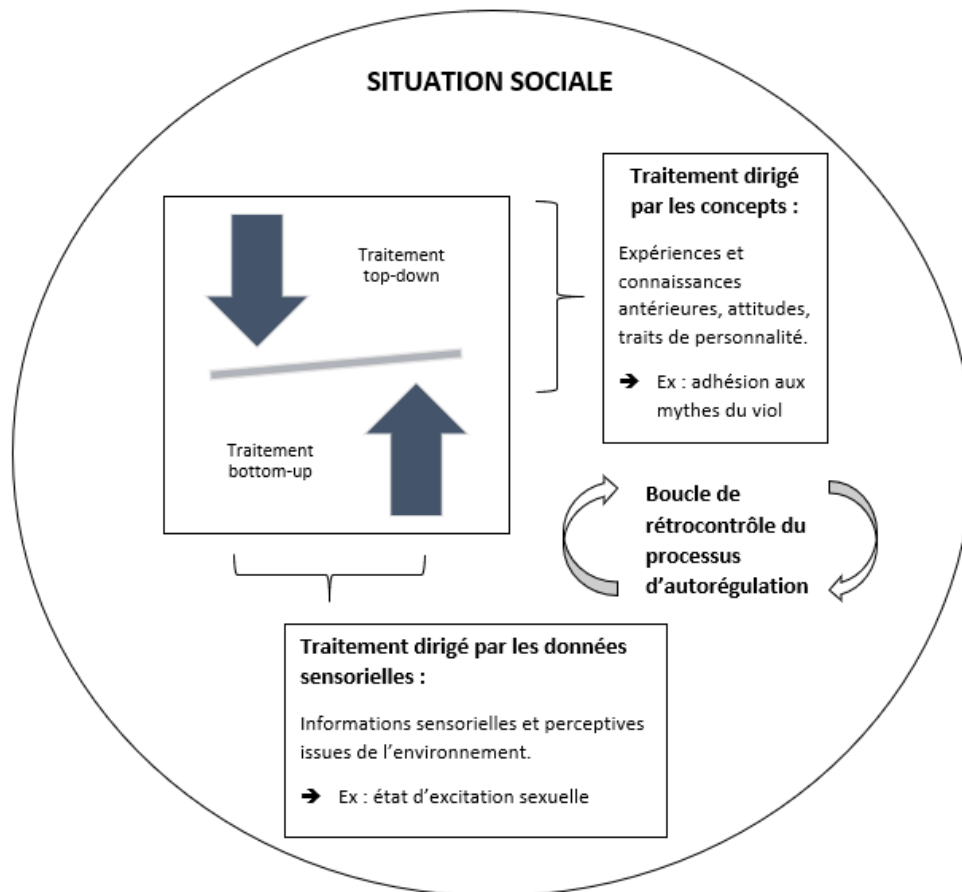 SITUATION SOCIALE
Traitement
top-down
Traitement
bottom-up
Traitement dirigé
par les concepts :
Expériences et
connaissances
antérieures, attitudes,
traits de personnalité.
➔ Ex : adhésion aux
mythes du viol
Boucle de
rétrocontrôle du
processus
d’autorégulation
Traitement dirigé par les données
sensorielles :
Informations sensorielles et perceptives
issues de l’environnement.
➔ Ex : état d’excitation sexuelle